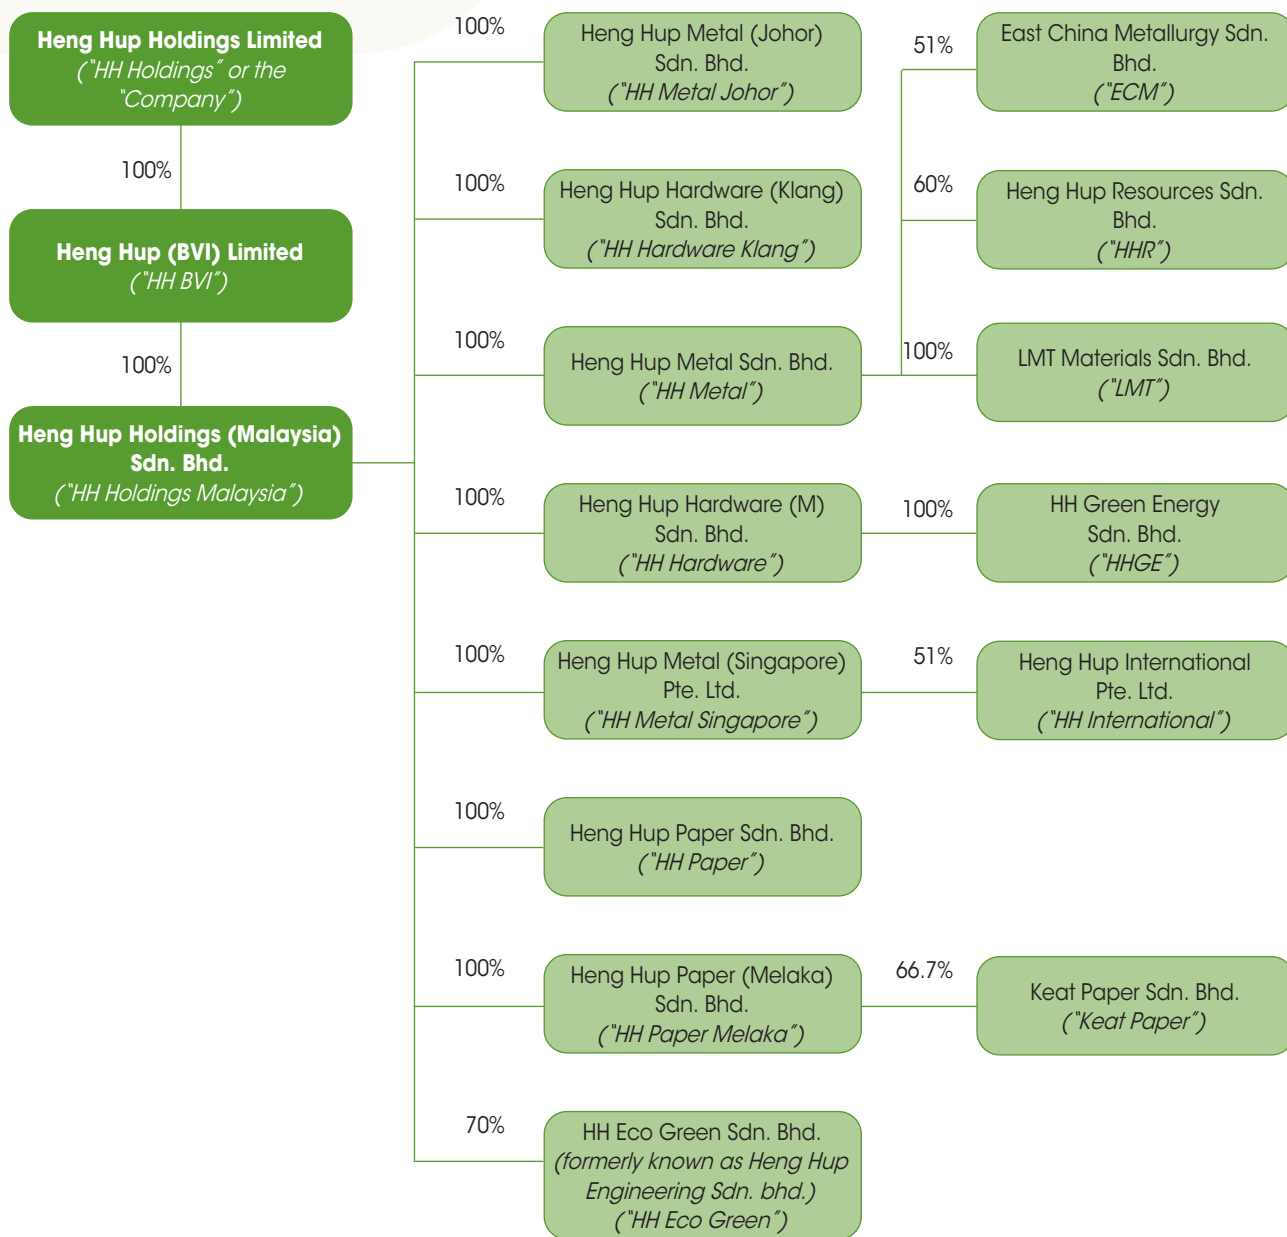 Heng Hup Holdings Limited
("HH Holdings" or the
"Company")
100%
Heng Hup (BVI) Limited
("HH BVI")
100%
Heng Hup Holdings (Malaysia)
Sdn. Bhd.
("HH Holdings Malaysia")
100%
Heng Hup Metal (Johor)
Sdn. Bhd.
("HH Metal Johor")
100%
Heng Hup Hardware (Klang)
Sdn. Bhd.
("HH Hardware Klang")
100%
Heng Hup Metal Sdn. Bhd.
("HH Metal")
51%
East China Metallurgy Sdn.
Bhd.
("ECM")
60%
Heng Hup Resources Sdn.
Bhd.
("HHR")
100%
LMT Materials Sdn. Bhd.
("LMT")
100%
Heng Hup Hardware (M)
Sdn. Bhd.
("HH Hardware")
100%
HH Green Energy
Sdn. Bhd.
("HHGE")
100%
Heng Hup Metal (Singapore)
Pte. Ltd.
("HH Metal Singapore")
51%
Heng Hup International
Pte. Ltd.
("HH International")
100%
Heng Hup Paper Sdn. Bhd.
("HH Paper")
100%
Heng Hup Paper (Melaka)
Sdn. Bhd.
("HH Paper Melaka")
66.7%
Keat Paper Sdn. Bhd.
("Keat Paper")
70%
HH Eco Green Sdn. Bhd.
(formerly known as Heng Hup
Engineering Sdn. bhd.)
("HH Eco Green")